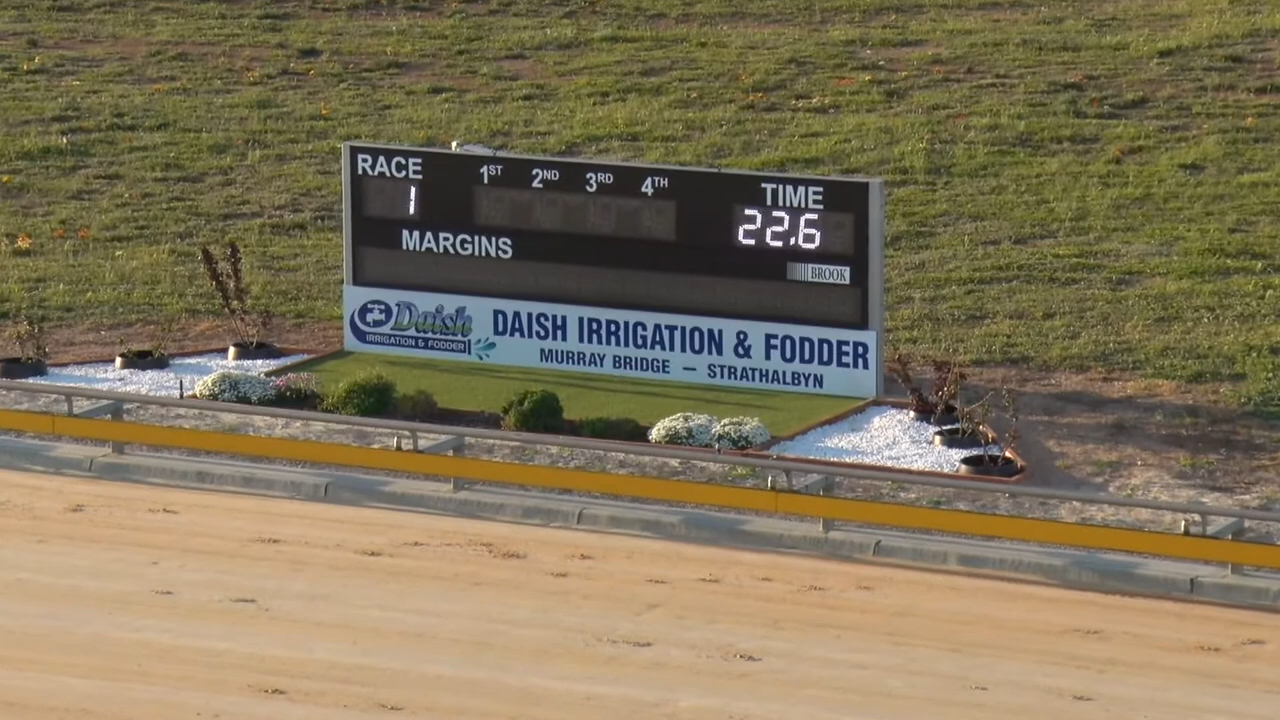 RACE 1ST 2ND 3RD 4TH TIME
1 22.6
MARGINS
BROOK
Daish
IRRIGATION & FODDER
DAISH IRRIGATION & FODDER
MURRAY BRIDGE — STRATHALBYN